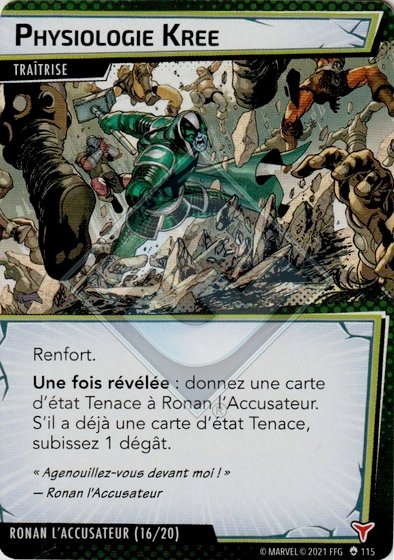 Physiologie Kree
TRAÎTRISE
Renfort.
Une fois révélée : donnez une carte
d'état Tenace à Ronan l'Accusateur.
S'il a déjà une carte d'état Tenace,
subissez 1 dégât.
« Agenouillez-vous devant moi ! »
— Ronan l'Accusateur
RONAN L'ACCUSATEUR (16/20)
© MARVEL © 2021 FFG 115